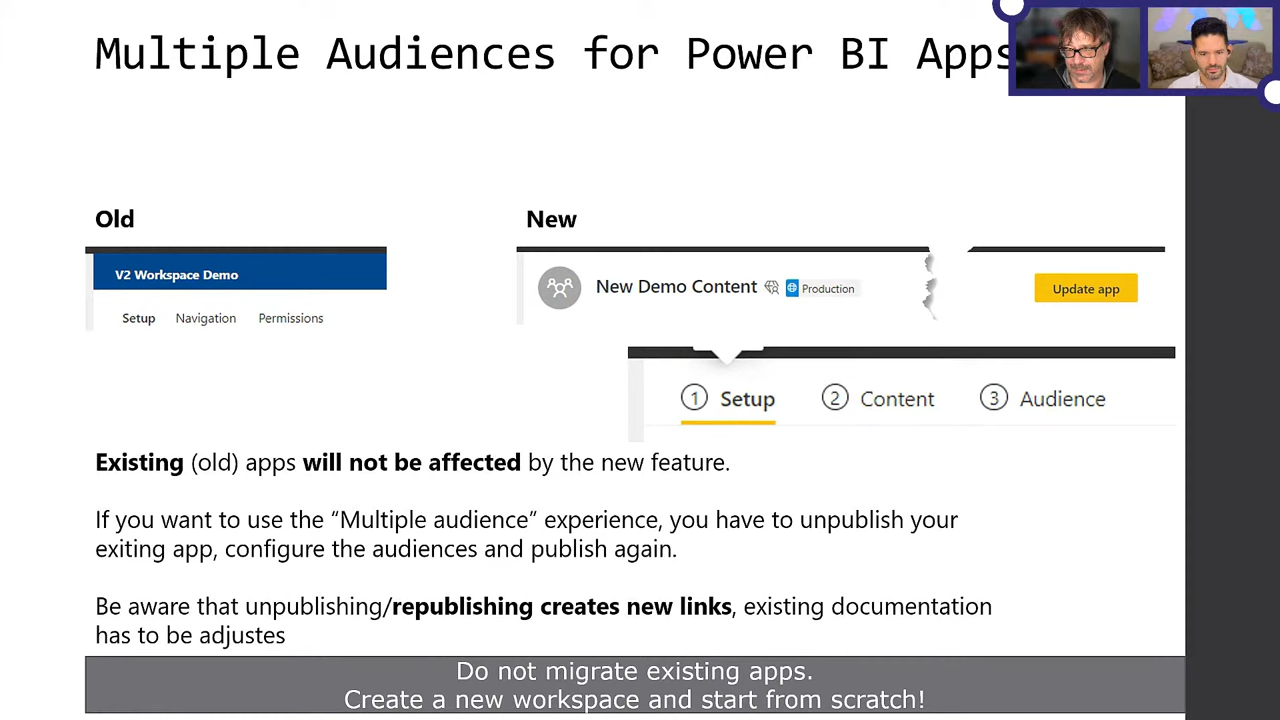 Multiple Audiences for Power BI Apps
Old
New
V2 Workspace Demo
Setup Navigation Permissions
New Demo Content Production
Update app
1 Setup 2 Content 3 Audience
Existing (old) apps will not be affected by the new feature.
If you want to use the “Multiple audience” experience, you have to unpublish your
exiting app, configure the audiences and publish again.
Be aware that unpublishing/republishing creates new links, existing documentation
has to be adjustes
Do not migrate existing apps.
Create a new workspace and start from scratch!